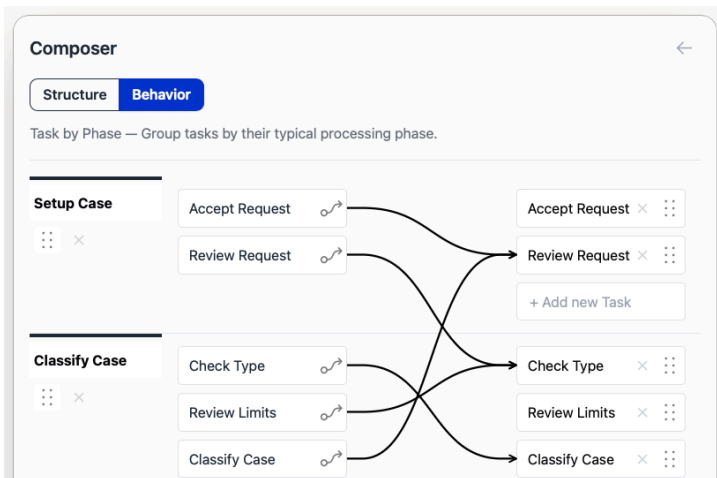 Composer
Structure Behavior
Task by Phase — Group tasks by their typical processing phase.
Setup Case
Accept Request
Accept Request
Review Request
Review Request
+ Add new Task
Classify Case
Check Type
Check Type
Review Limits
Review Limits
Classify Case
Classify Case